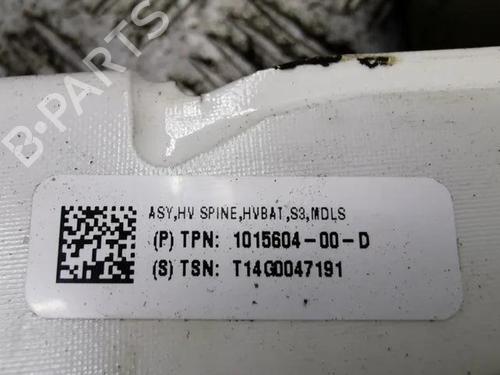 B-PARTS
ASY,HV SPINE,HVBAT,S3,MDLS
(P) TPN: 1015604-00-D
(S) TSN: T14G0047191